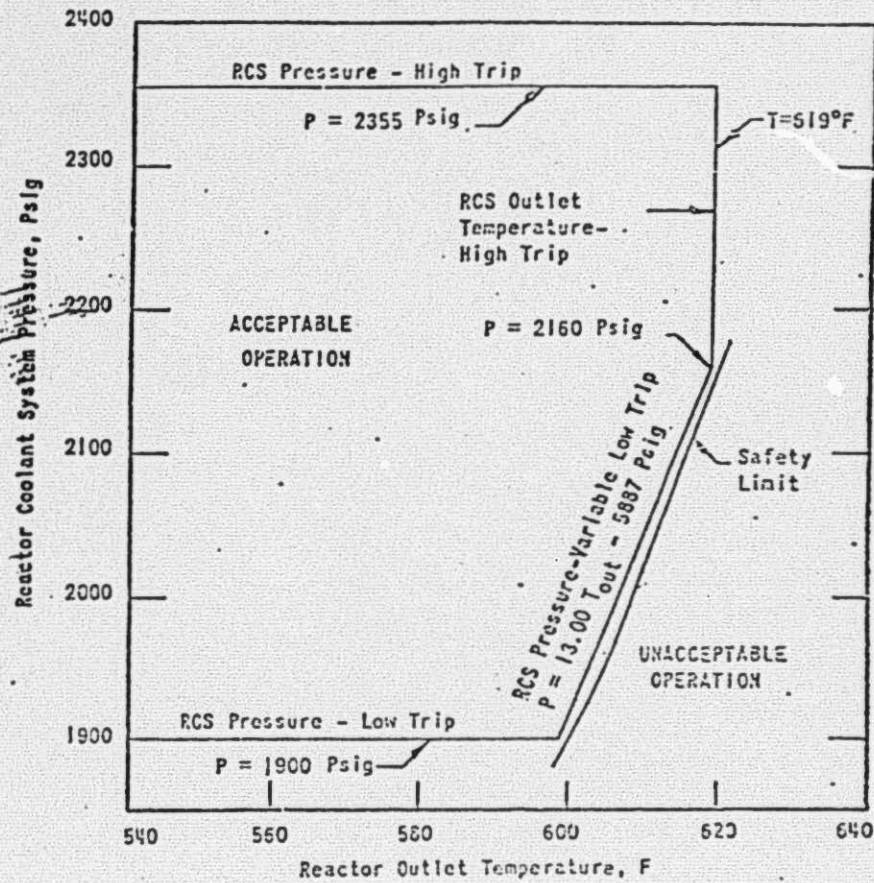 2400
RCS Pressure - High Trip
P = 2355 Psig
T=619°F
2300
RCS Outlet
Temperature-
High Trip
2200
ACCEPTABLE
OPERATION
P = 2160 Psig
RCS Pressure-Variable Low Trip
P = 13.00 Tout - 5887 Psig
2100
Safety
Limit
2000
UNACCEPTABLE
OPERATION
RCS Pressure - Low Trip
1900
P = 1900 Psig
540
560
580
600
620
640
Reactor Outlet Temperature, F
Reactor Coolant System Pressure, Psig